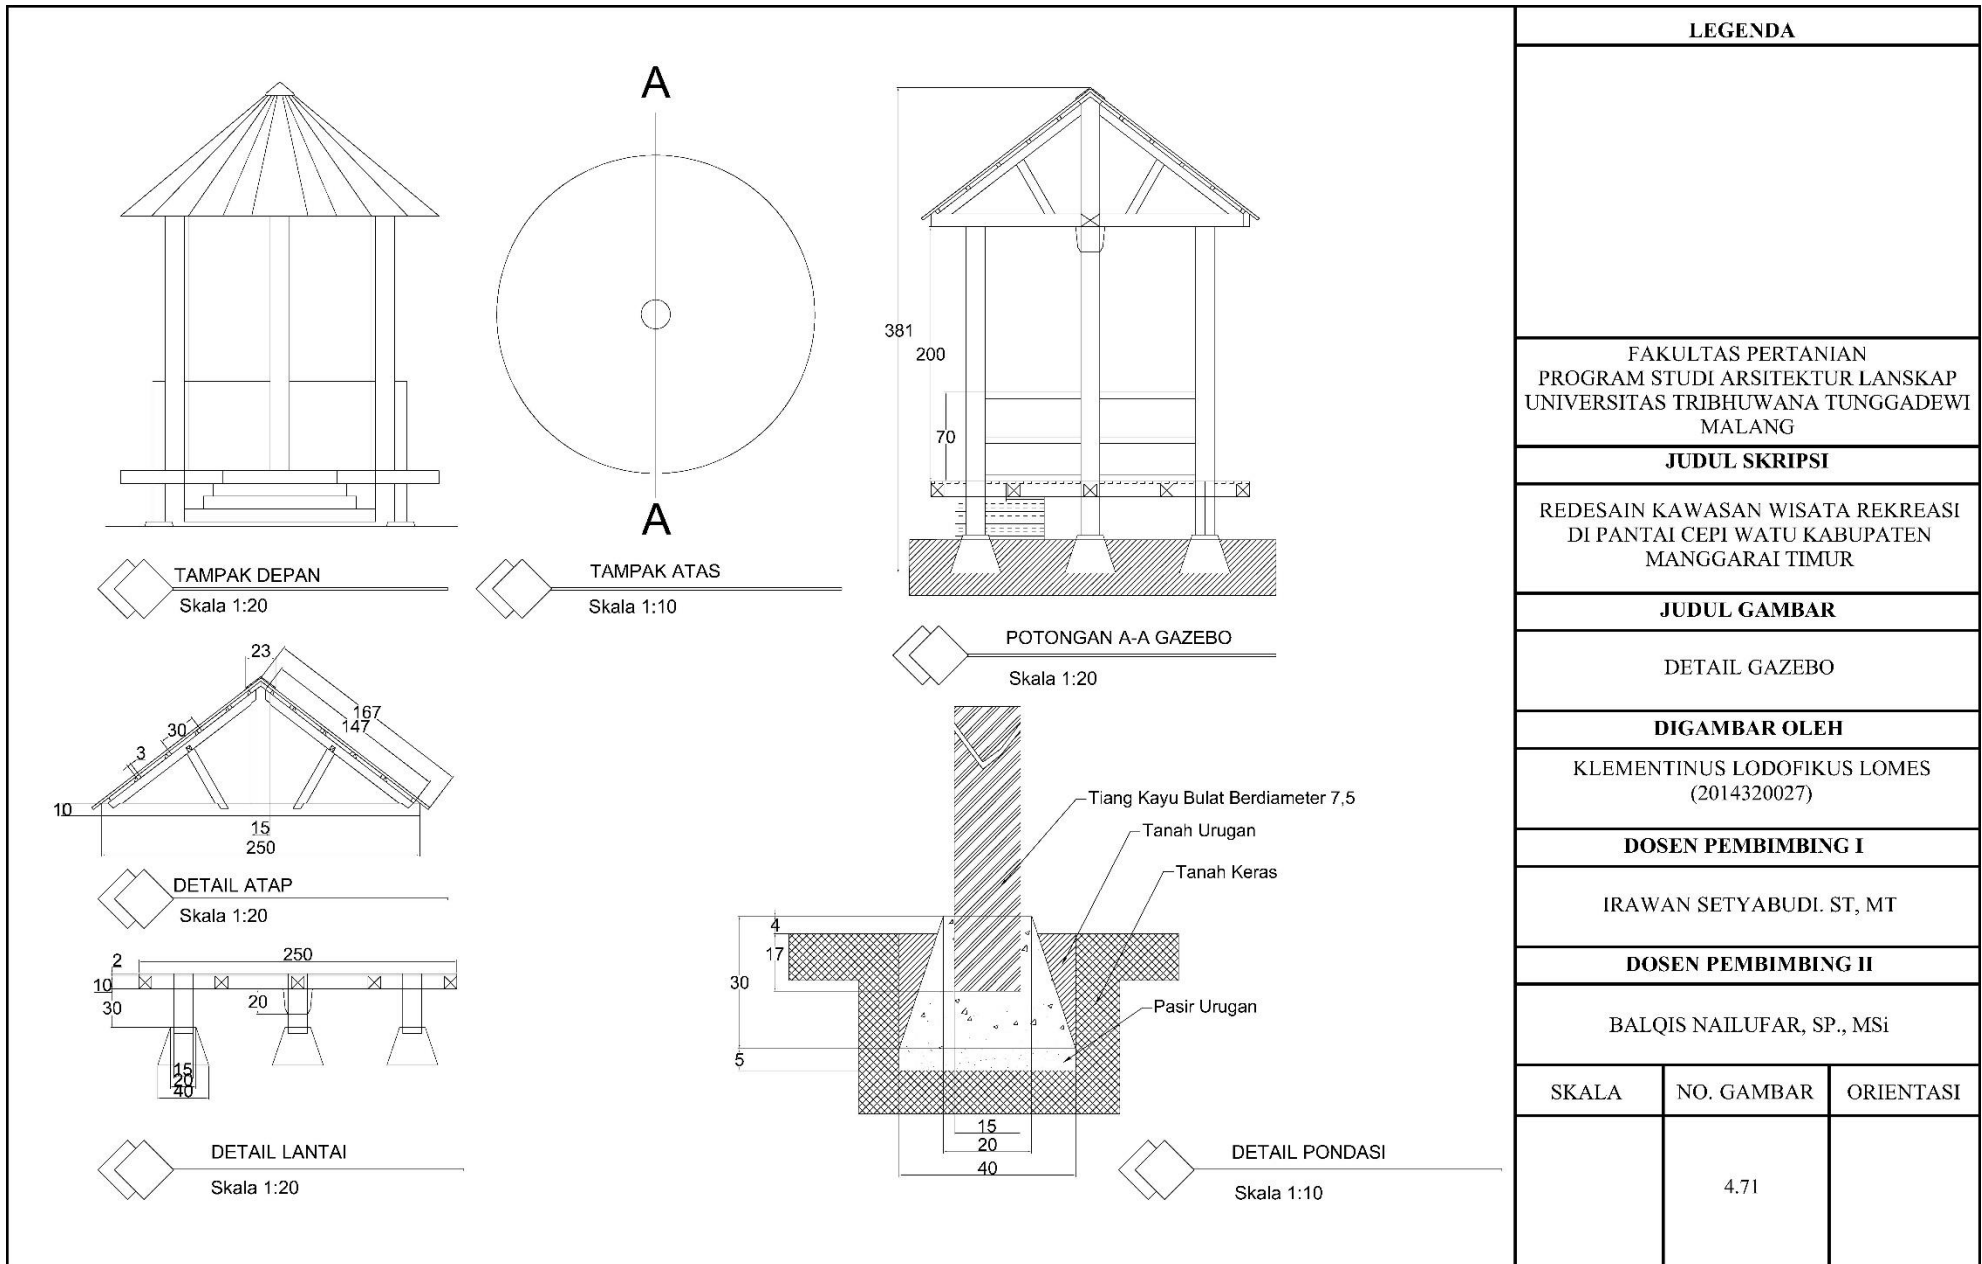 A
A
TAMPAK DEPAN
Skala 1:20
TAMPAK ATAS
Skala 1:10
381
200
70
POTONGAN A-A GAZEBO
Skala 1:20
23
167
147
30
3
10
15
250
DETAIL ATAP
Skala 1:20
2
250
10
30
20
15
20
40
DETAIL LANTAI
Skala 1:20
Tiang Kayu Bulat Berdiameter 7,5
Tanah Urugan
Tanah Keras
Pasir Urugan
4
17
30
5
15
20
40
DETAIL PONDASI
Skala 1:10
LEGENDA
FAKULTAS PERTANIAN
PROGRAM STUDI ARSITEKTUR LANSKAP
UNIVERSITAS TRIBHUWANA TUNGGADEWI
MALANG
JUDUL SKRIPSI
REDESAIN KAWASAN WISATA REKREASI
DI PANTAI CEPI WATU KABUPATEN
MANGGARAI TIMUR
JUDUL GAMBAR
DETAIL GAZEBO
DIGAMBAR OLEH
KLEMENTINUS LODOFIKUS LOMES
(2014320027)
DOSEN PEMBIMBING I
IRAWAN SETYABUDI. ST, MT
DOSEN PEMBIMBING II
BALQIS NAILUFAR, SP., MSi
SKALA
NO. GAMBAR
ORIENTASI
4.71